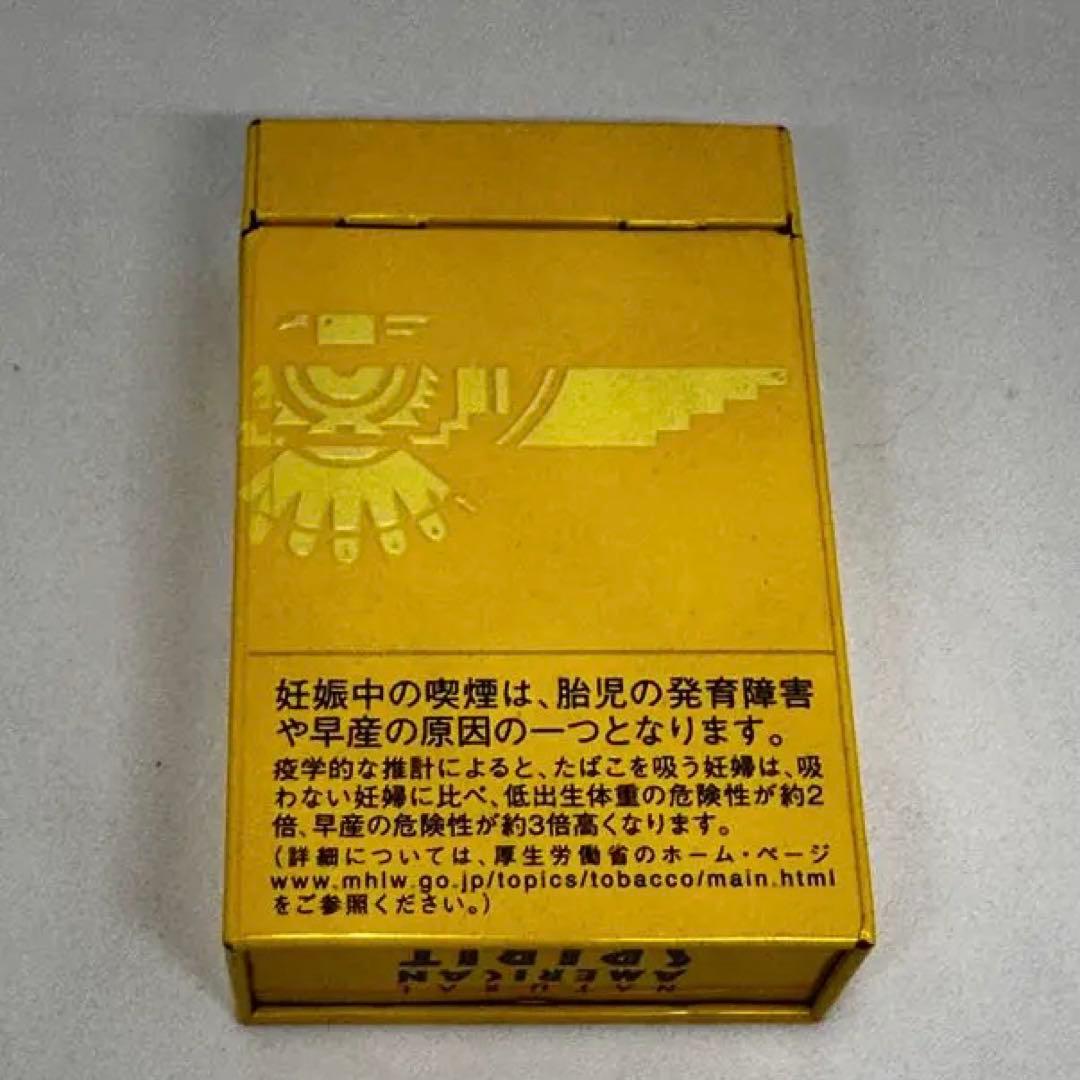 妊娠中の喫煙は、胎児の発育障害
や早産の原因の一つとなります。
疫学的な推計によると、たばこを吸う妊婦は、吸
わない妊婦に比べ、低出生体重の危険性が約2
倍、早産の危険性が約3倍高くなります。
(詳細については、厚生労働省のホーム・ページ
www.mhlw.go.jp/topics/tobacco/main.html
をご参照ください。)
NATURAL
AMERICAN
SPIRIT